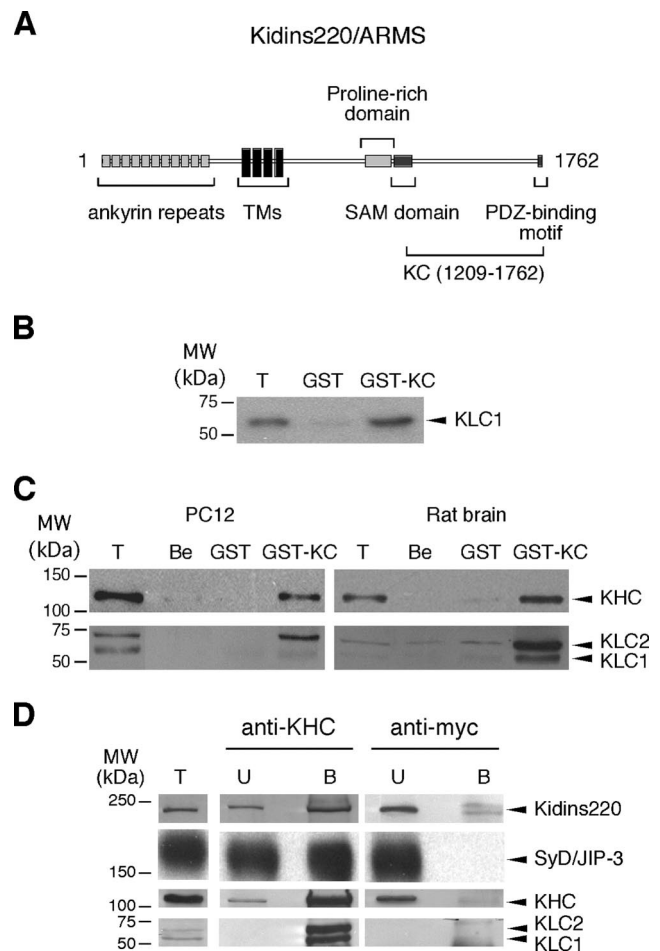 A
Kidins220/ARMS
Proline-rich
domain
1
1762
ankyrin repeats
TMs
SAM domain
PDZ-binding
motif
KC (1209-1762)
B
MW
(kDa)
T
GST
GST-KC
75
50
KLC1
C
PC12
Rat brain
MW
(kDa)
T
Be
GST
GST-KC
T
Be
GST
GST-KC
150
100
KHC
75
50
KLC2
KLC1
D
anti-KHC
anti-myc
MW
(kDa)
T
U
B
U
B
250
Kidins220
150
SyD/JIP-3
100
KHC
75
50
KLC2
KLC1